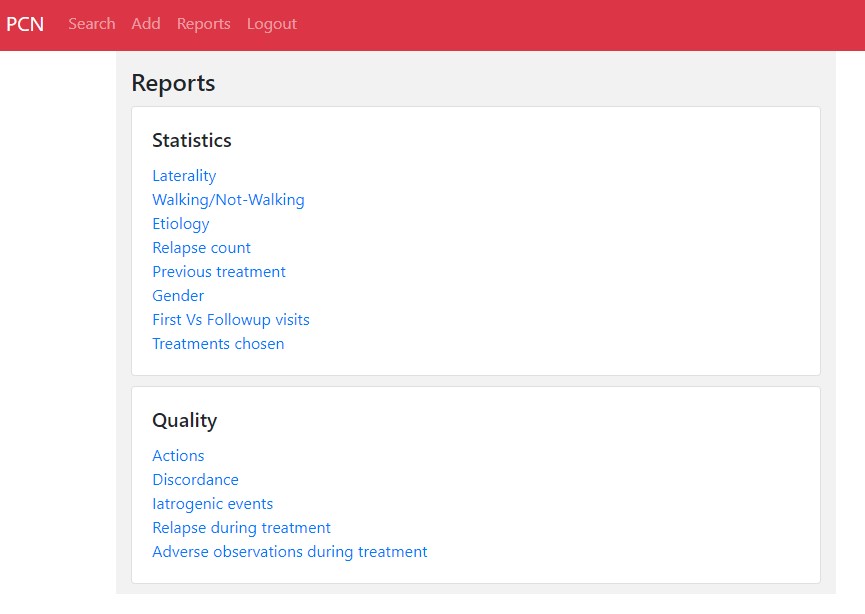 PCN Search Add Reports Logout
Reports
Statistics
Laterality
Walking/Not-Walking
Etiology
Relapse count
Previous treatment
Gender
First Vs Followup visits
Treatments chosen
Quality
Actions
Discordance
Iatrogenic events
Relapse during treatment
Adverse observations during treatment